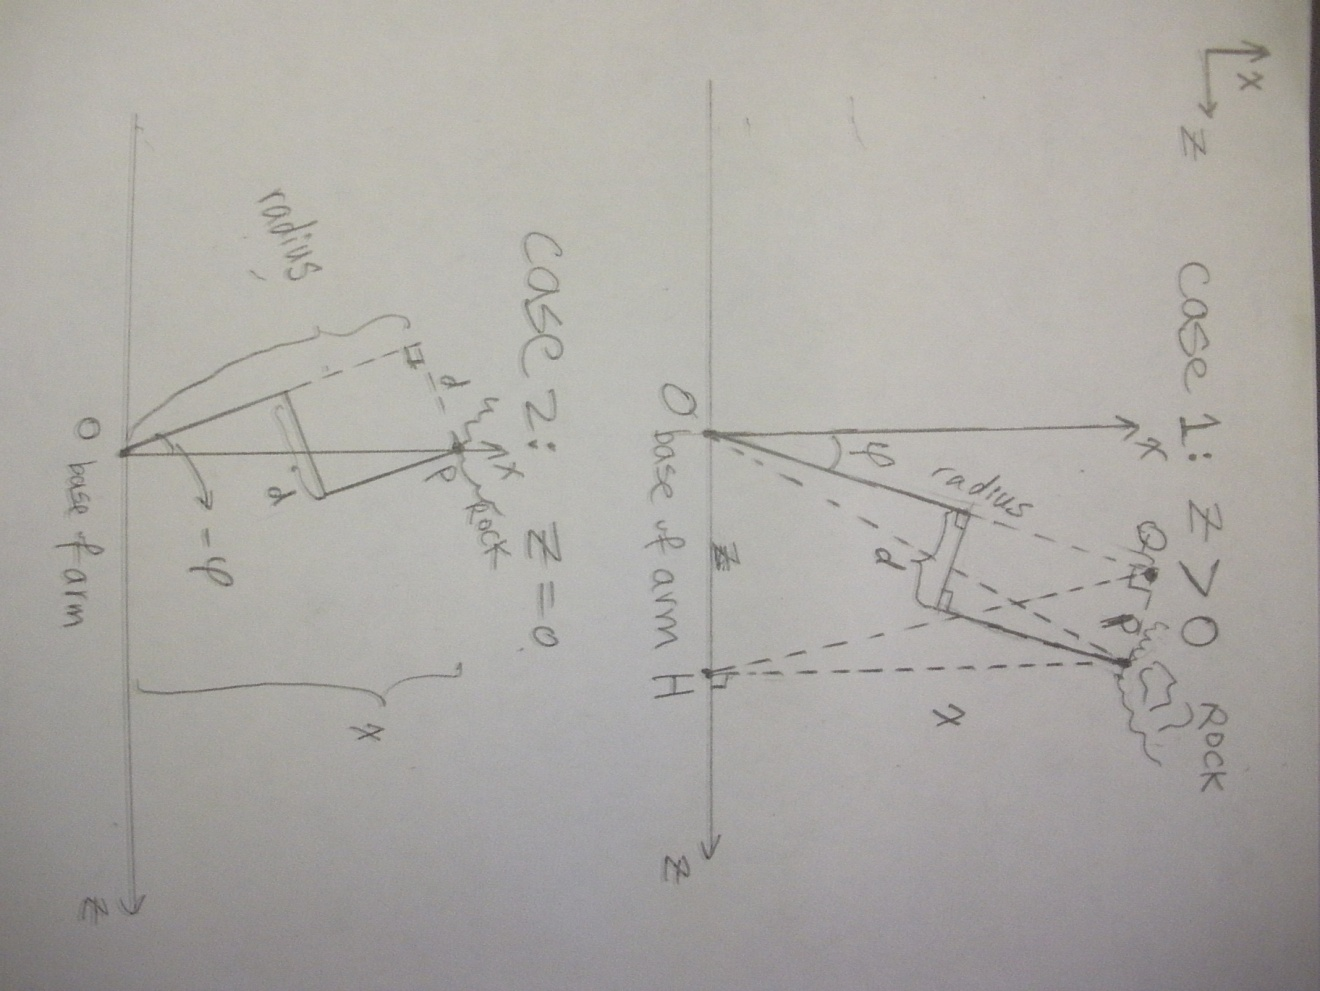 x
z
Case 1: z > 0
Rock
x
φ
radius
Q
P
d
x
O
base of arm
z
H
z
Case 2: z = 0
radius
d
x
P
Rock
d
-φ
x
O
base of arm
z